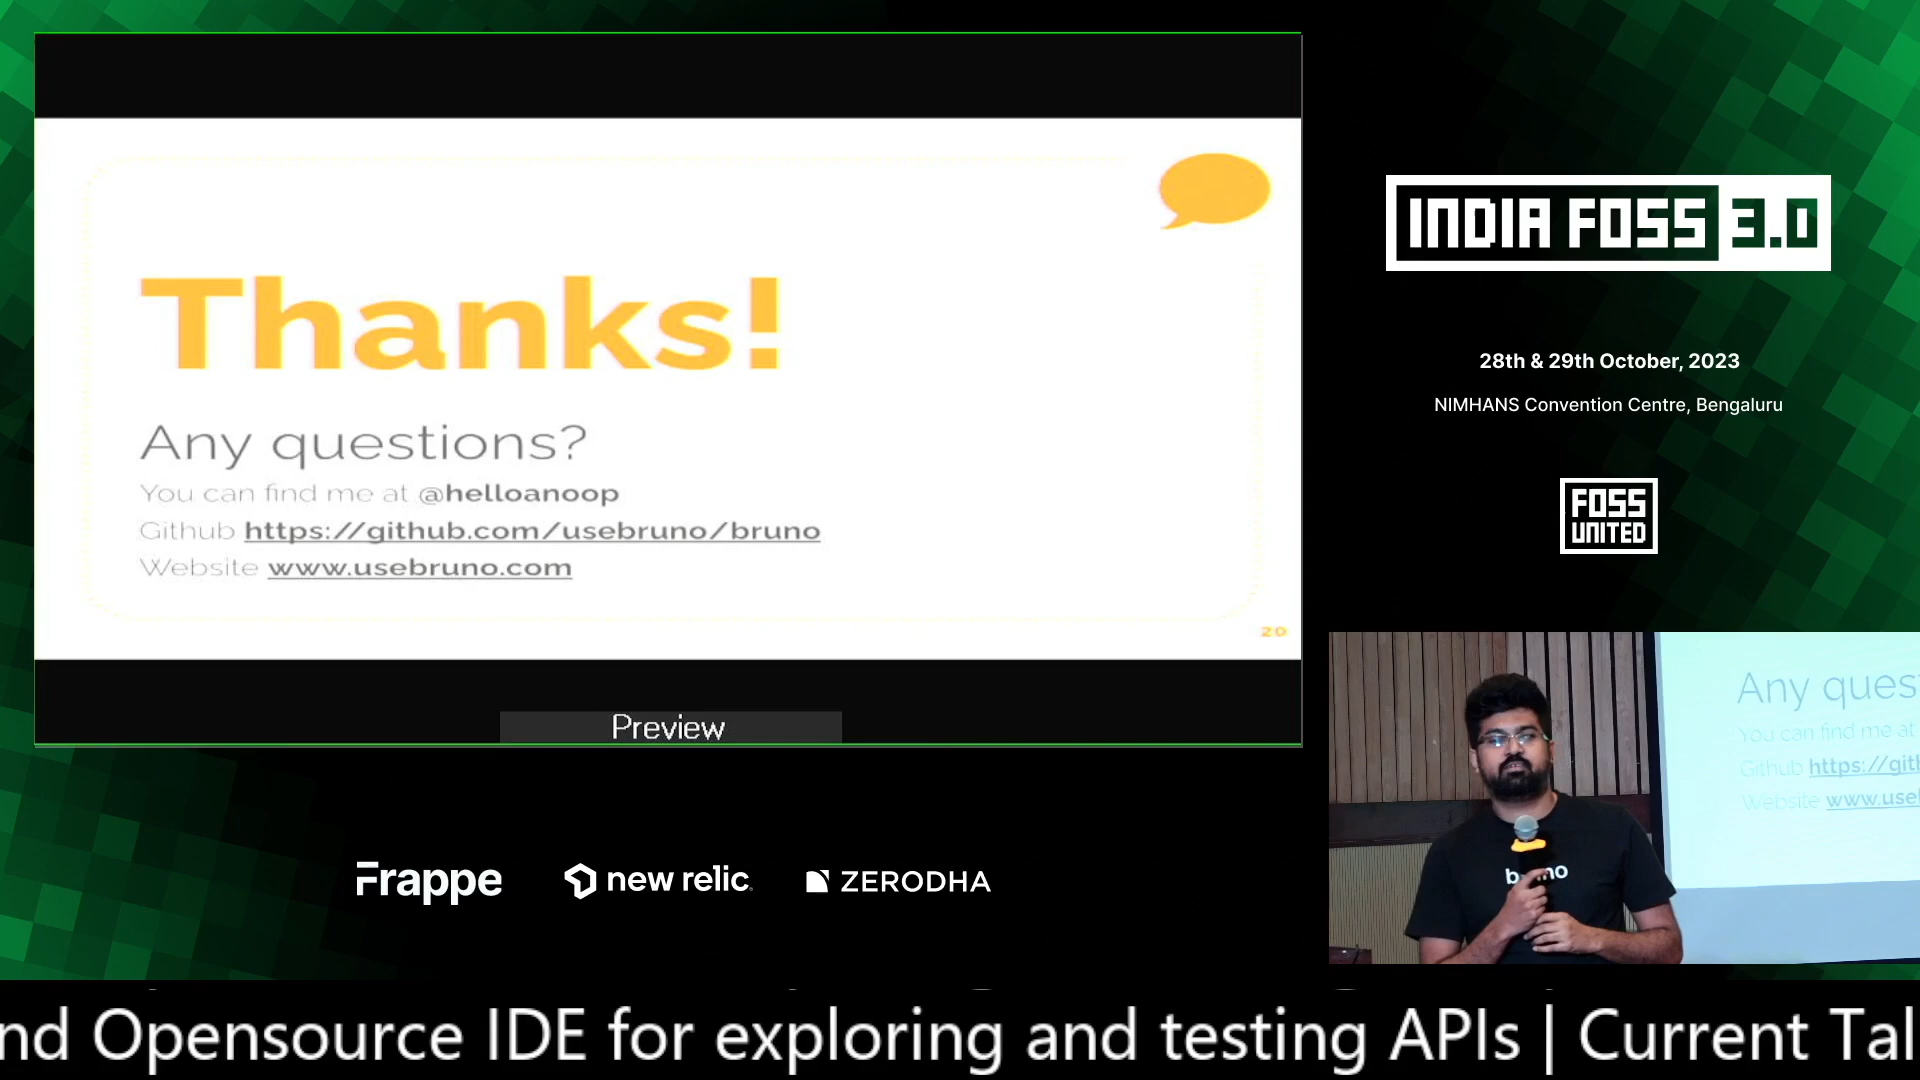 Thanks!
Any questions?
You can find me at @helloanoop
Github https://github.com/usebruno/bruno
Website www.usebruno.com
20
Preview
INDIA FOSS 3.0
28th & 29th October, 2023
NIMHANS Convention Centre, Bengaluru
FOSS
UNITED
Any ques
You can find me at
Github https://gith
Website www.use
Frappe
new relic
ZERODHA
nd Opensource IDE for exploring and testing APIs | Current Tal